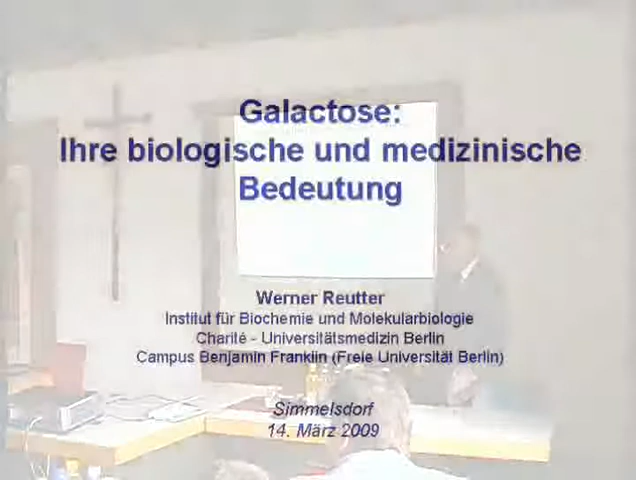 Galactose:
Ihre biologische und medizinische
Bedeutung
Werner Reutter
Institut für Biochemie und Molekularbiologie
Charité - Universitätsmedizin Berlin
Campus Benjamin Franklin (Freie Universität Berlin)
Simmelsdorf
14. März 2009